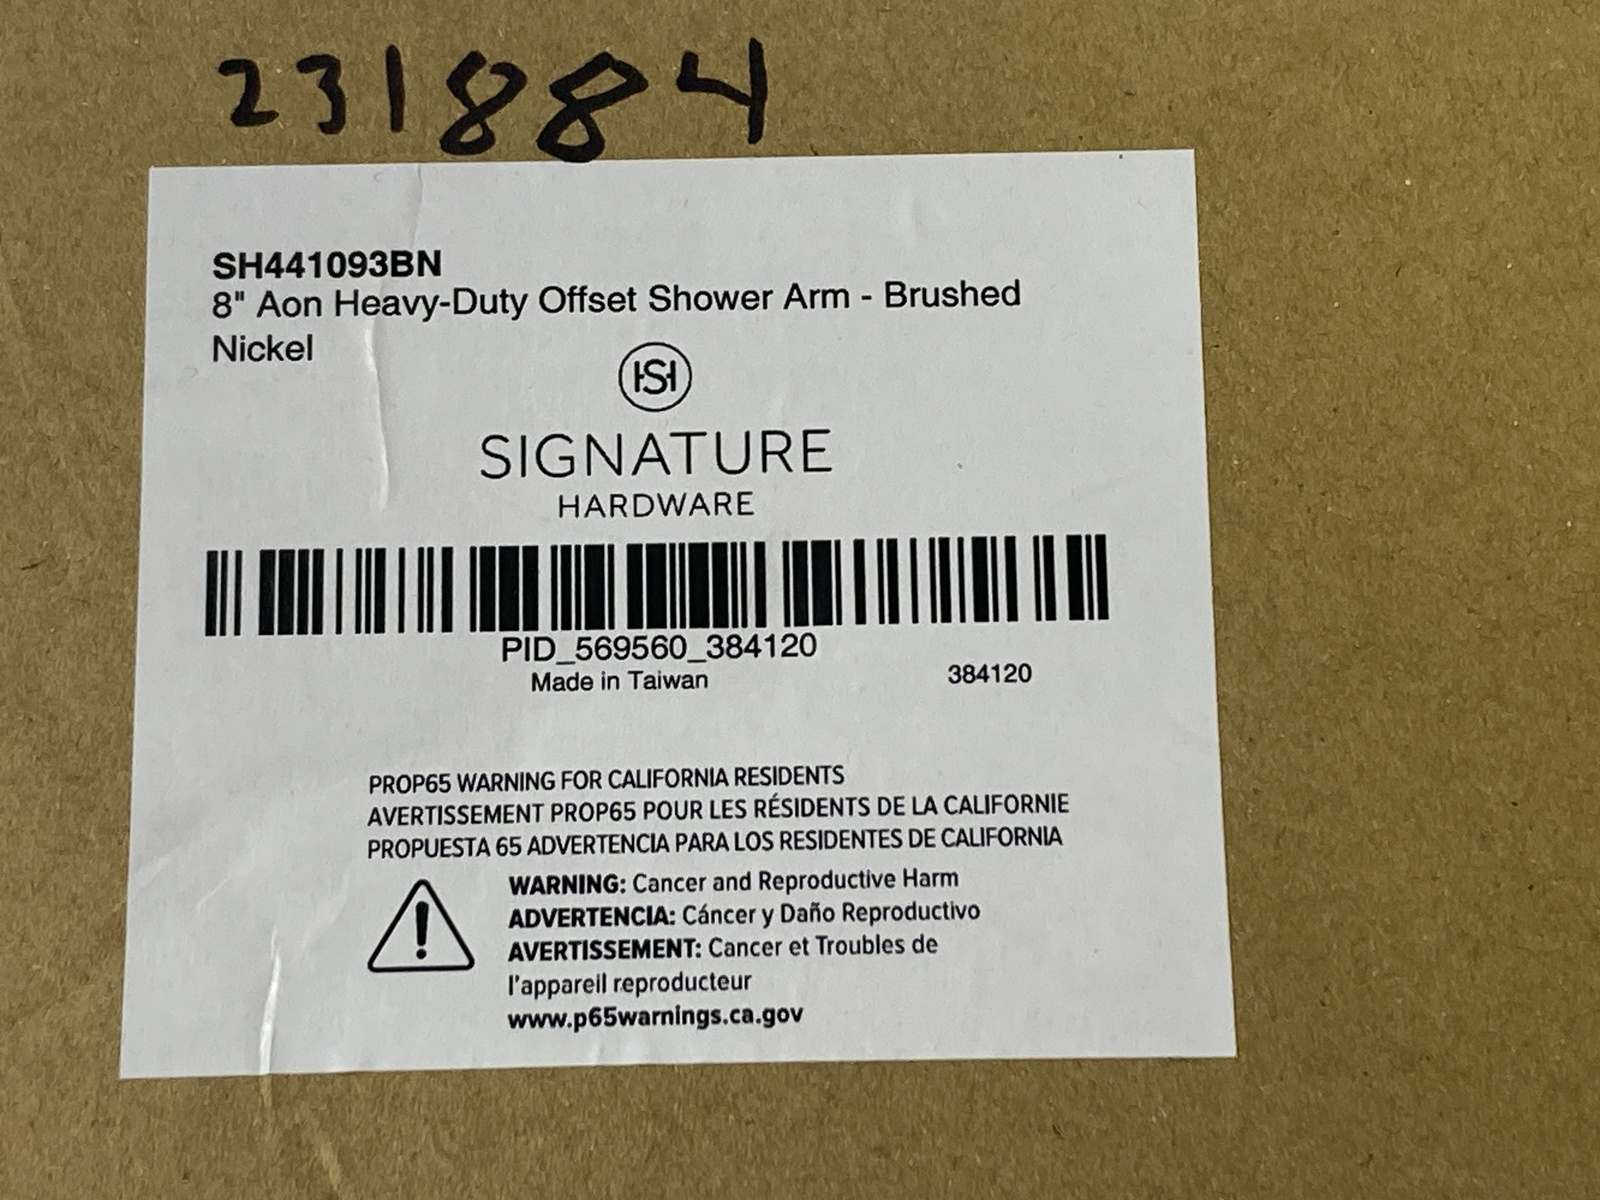 231884
SH441093BN
8" Aon Heavy-Duty Offset Shower Arm - Brushed
Nickel
SH
SIGNATURE
HARDWARE
PID_569560_384120
Made in Taiwan
384120
PROP65 WARNING FOR CALIFORNIA RESIDENTS
AVERTISSEMENT PROP65 POUR LES RÉSIDENTS DE LA CALIFORNIE
PROPUESTA 65 ADVERTENCIA PARA LOS RESIDENTES DE CALIFORNIA
WARNING: Cancer and Reproductive Harm
ADVERTENCIA: Cáncer y Daño Reproductivo
AVERTISSEMENT: Cancer et Troubles de
l'appareil reproducteur
www.p65warnings.ca.gov